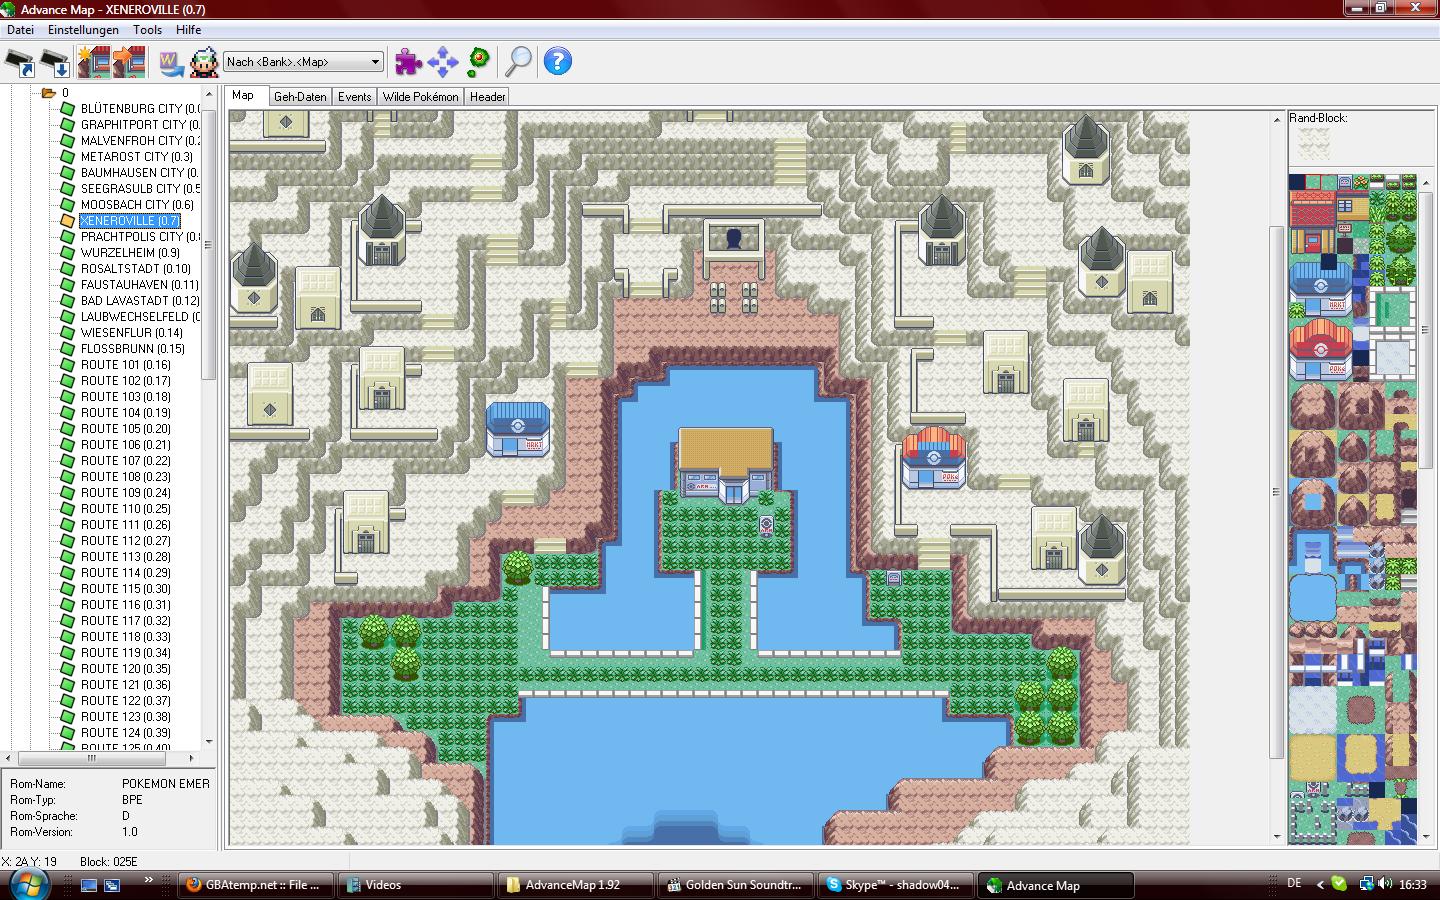 Advance Map - XENEROVILLE (0.7)
Datei Einstellungen Tools Hilfe
Nach <Bank>.<Map>
Map Geh-Daten Events Wilde Pokémon Header
0
BLÜTENBURG CITY (0.0
GRAPHITPORT CITY (0.
MALVENFROH CITY (0.2
METAROST CITY (0.3)
BAUMHAUSEN CITY (0.
SEEGRASULB CITY (0.5
MOOSBACH CITY (0.6)
XENEROVILLE (0.7)
PRACHTPOLIS CITY (0.8
WURZELHEIM (0.9)
ROSALTSTADT (0.10)
FAUSTAUHAVEN (0.11)
BAD LAVASTADT (0.12)
LAUBWECHSELFELD (0
WIESENFLUR (0.14)
FLOSSBRUNN (0.15)
ROUTE 101 (0.16)
ROUTE 102 (0.17)
ROUTE 103 (0.18)
ROUTE 104 (0.19)
ROUTE 105 (0.20)
ROUTE 106 (0.21)
ROUTE 107 (0.22)
ROUTE 108 (0.23)
ROUTE 109 (0.24)
ROUTE 110 (0.25)
ROUTE 111 (0.26)
ROUTE 112 (0.27)
ROUTE 113 (0.28)
ROUTE 114 (0.29)
ROUTE 115 (0.30)
ROUTE 116 (0.31)
ROUTE 117 (0.32)
ROUTE 118 (0.33)
ROUTE 119 (0.34)
ROUTE 120 (0.35)
ROUTE 121 (0.36)
ROUTE 122 (0.37)
ROUTE 123 (0.38)
ROUTE 124 (0.39)
ROUTE 125 (0.40)
Rom-Name: POKEMON EMER
Rom-Typ: BPE
Rom-Sprache: D
Rom-Version: 1.0
MARKT
POKé
Rand-Block:
MARKT
POKé
X: 2A Y: 19 Block: 025E
GBAtemp.net :: File ...
Videos
AdvanceMap 1.92
Golden Sun Soundtr...
Skype™ - shadow04...
Advance Map
DE
16:33